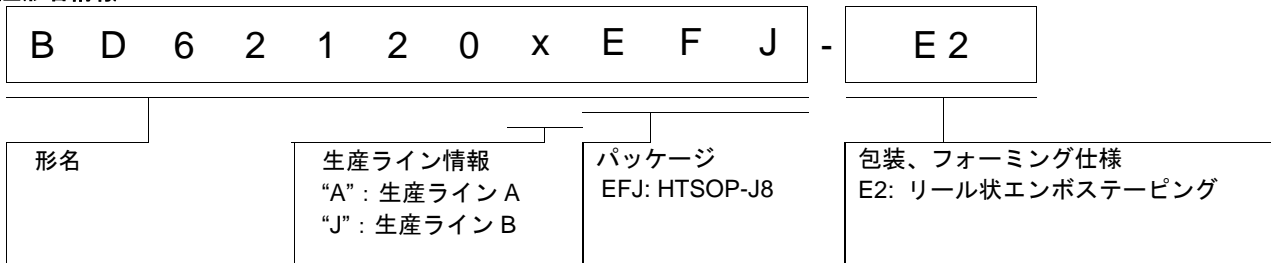 B D 6 2 1 2 0 x E F J - E 2
形名
生産ライン情報
“A”：生産ライン A
“J”：生産ライン B
パッケージ
EFJ: HTSOP-J8
包装、フォーミング仕様
E2: リール状エンボステーピング